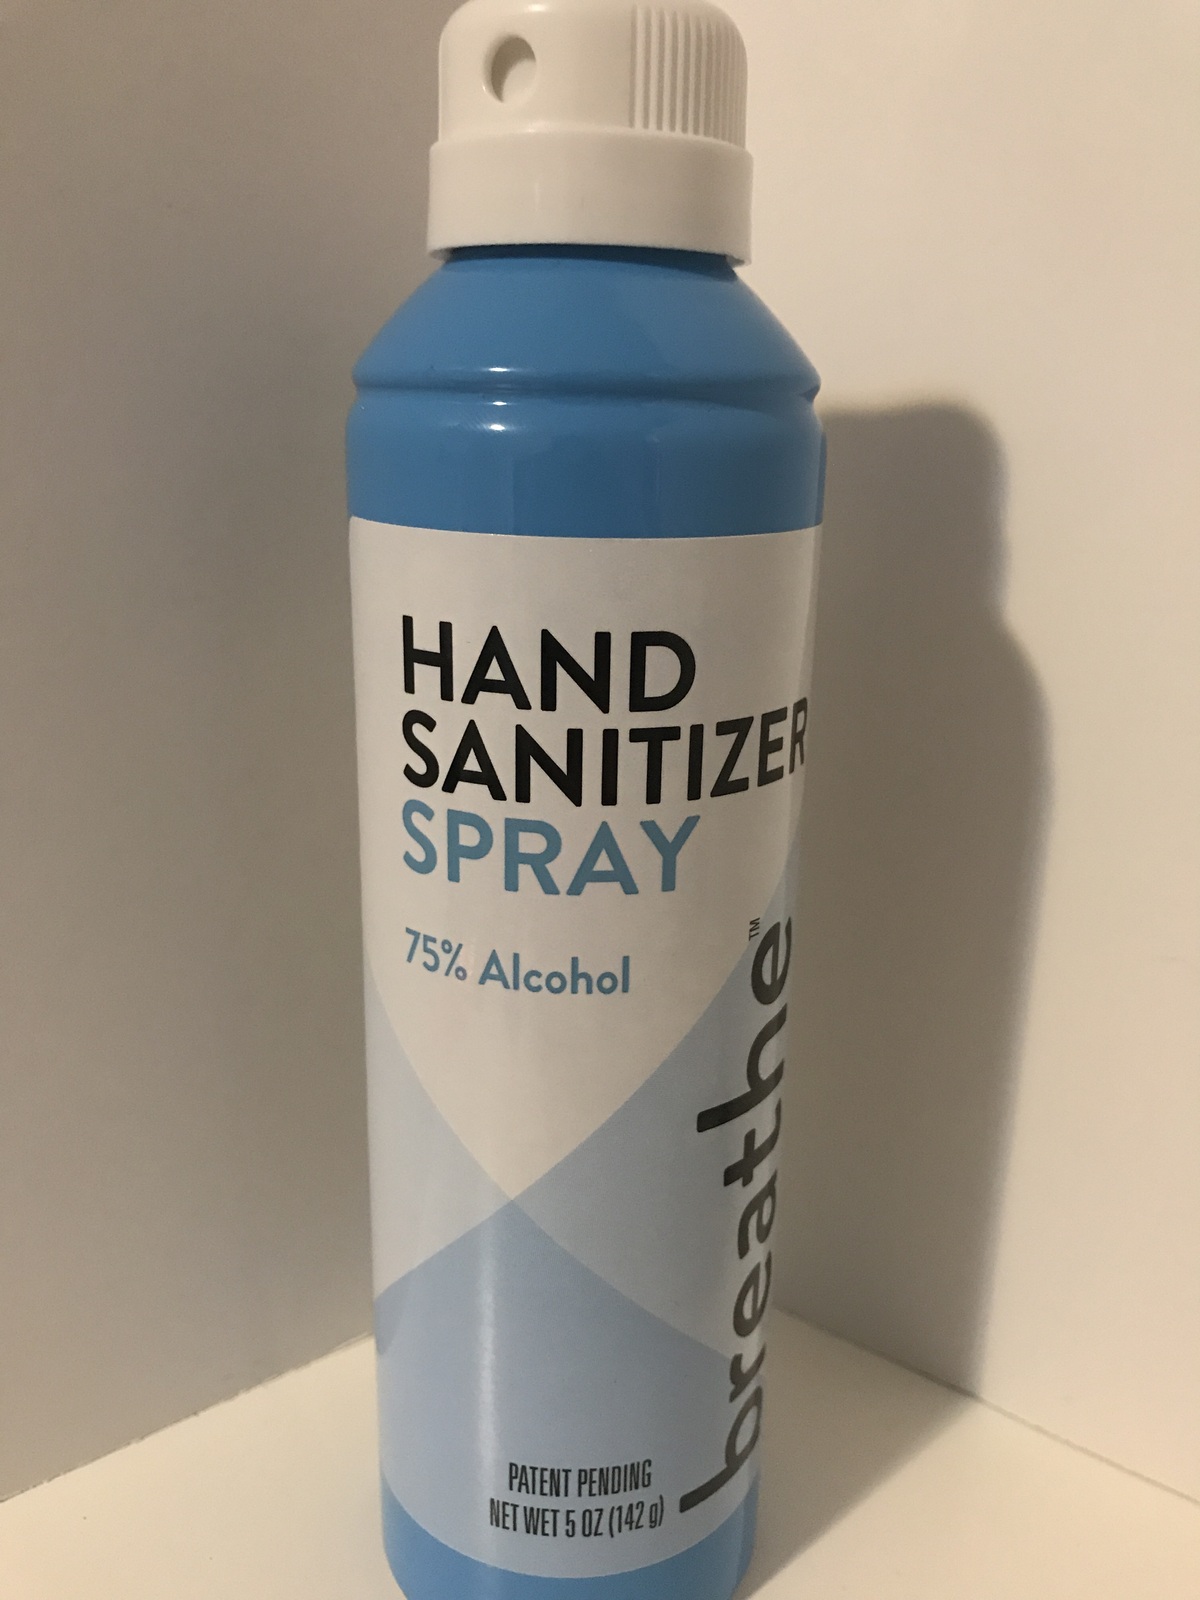 HAND
SANITIZER
SPRAY
75% Alcohol
breathe™
PATENT PENDING
NET WET 5 OZ (142 g)